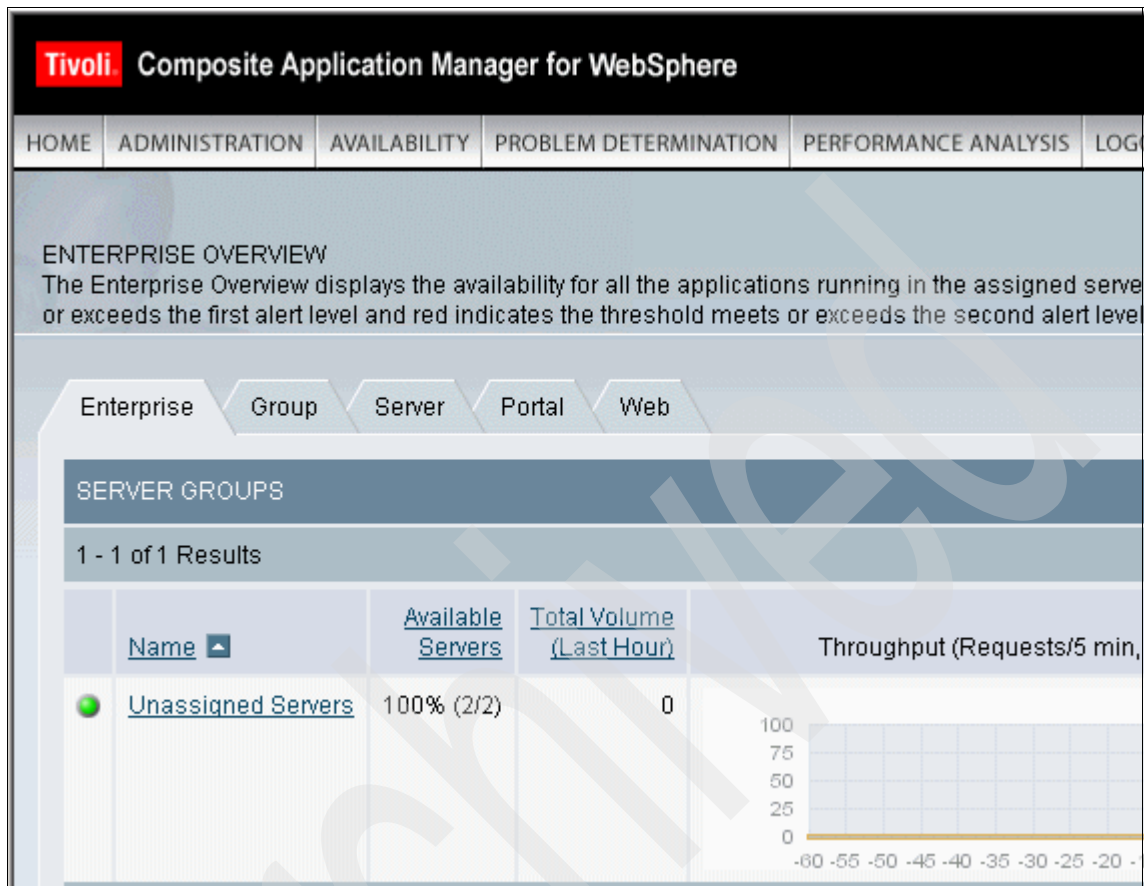 Tivoli. Composite Application Manager for WebSphere
HOME ADMINISTRATION AVAILABILITY PROBLEM DETERMINATION PERFORMANCE ANALYSIS
ENTERPRISE OVERVIEW
The Enterprise Overview displays the availability for all the applications running in the assigned
or exceeds the first alert level and red indicates the threshold meets or exceeds the second alert level
Enterprise Group Server Portal Web
SERVER GROUPS
1 - 1 of 1 Results
Name Available Servers Total Volume (Last Hour) Throughput (Requests/5 min,
Unassigned Servers 100% (2/2) 0
100
75
50
25
0
-60 -55 -50 -45 -40 -35 -30 -25 -20